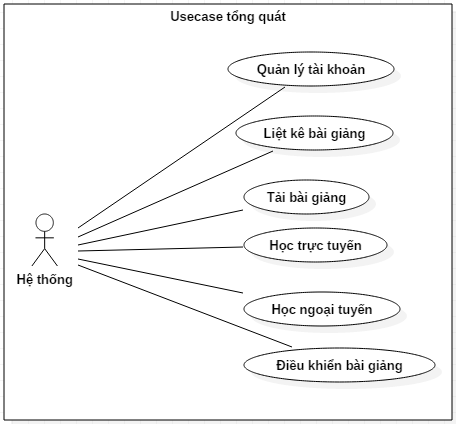 Usecase tổng quát
Quản lý tài khoản
Liệt kê bài giảng
Tải bài giảng
Học trực tuyến
Hệ thống
Học ngoại tuyến
Điều khiển bài giảng